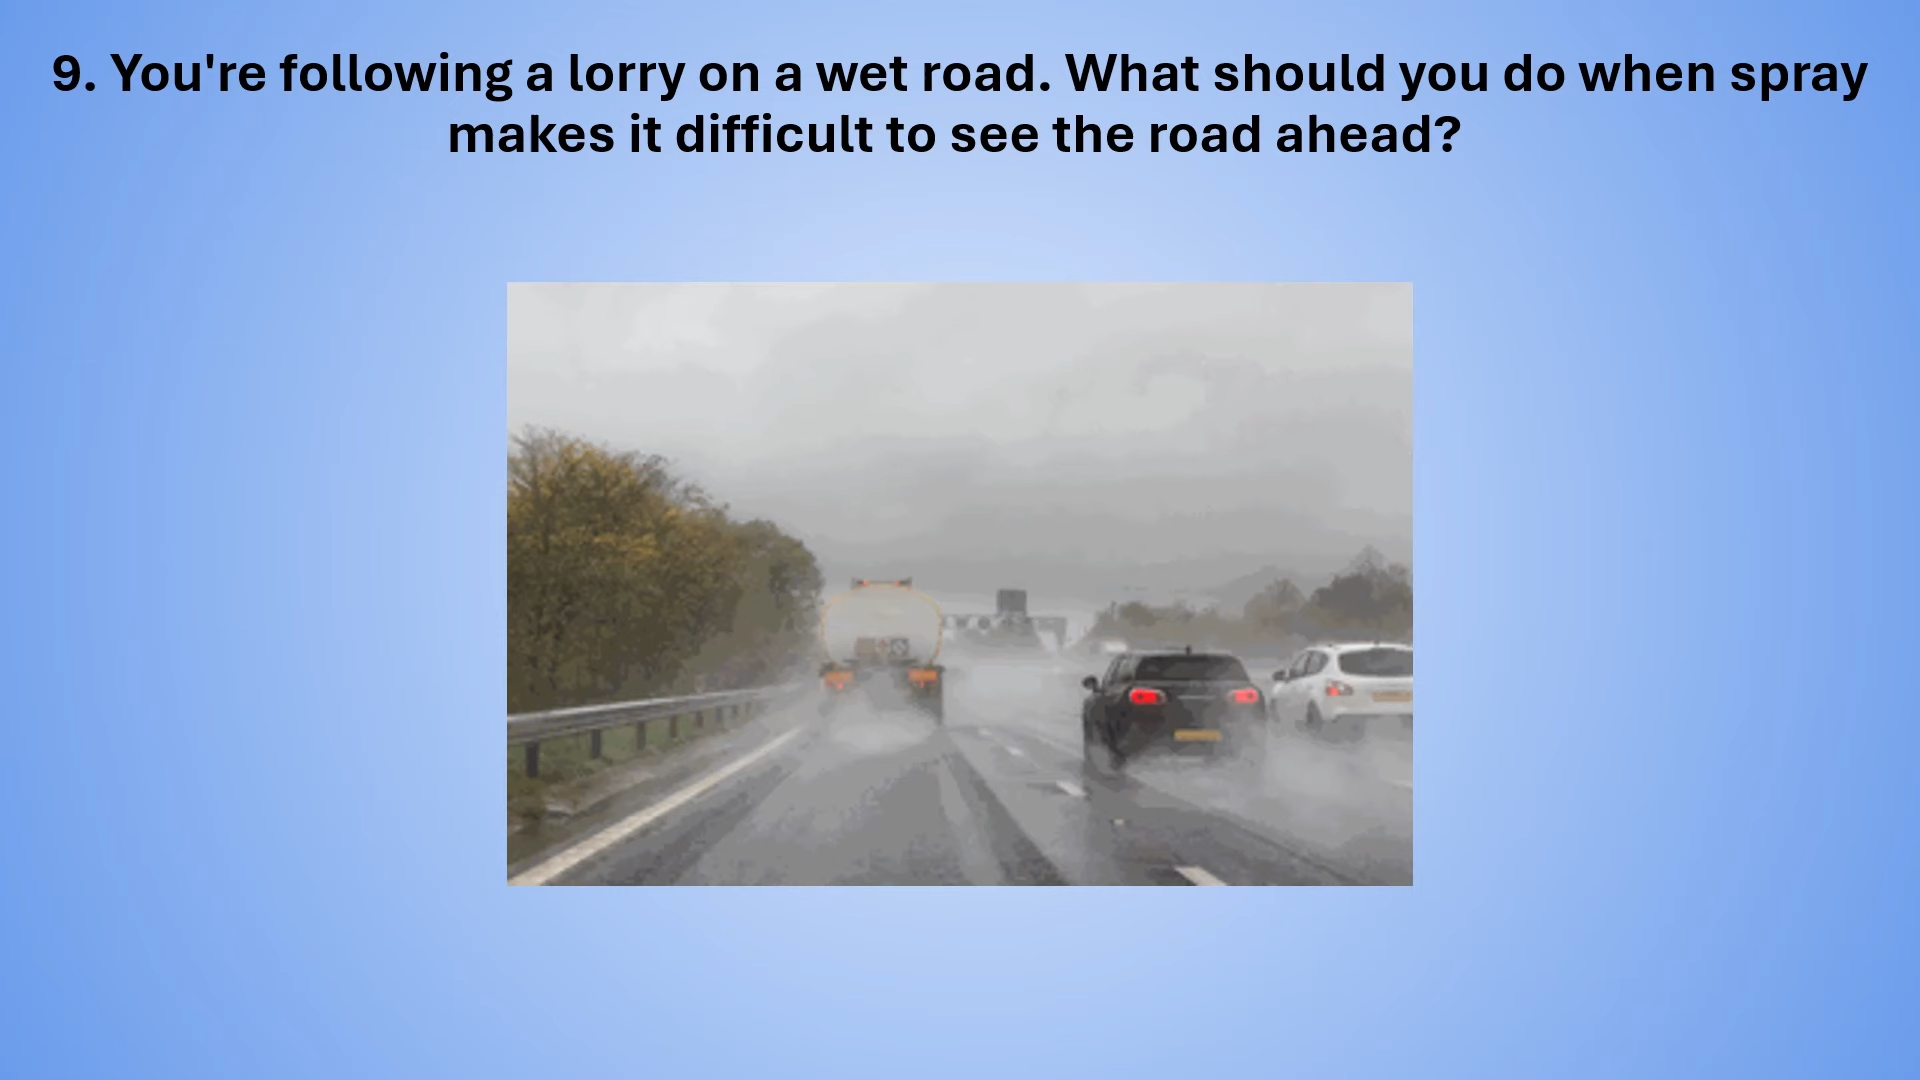 9. You're following a lorry on a wet road. What should you do when spray
makes it difficult to see the road ahead?